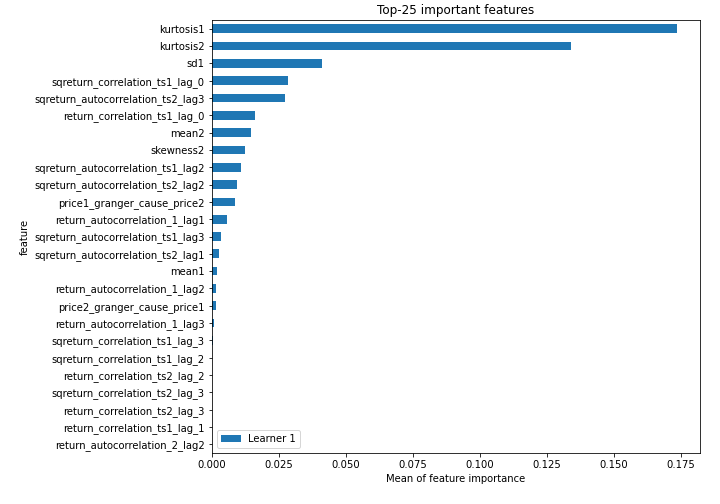 Top-25 important features
kurtosis1
kurtosis2
sd1
sqreturn_correlation_ts1_lag_0
sqreturn_autocorrelation_ts2_lag3
return_correlation_ts1_lag_0
mean2
skewness2
sqreturn_autocorrelation_ts1_lag2
sqreturn_autocorrelation_ts2_lag2
price1_granger_cause_price2
return_autocorrelation_1_lag1
sqreturn_autocorrelation_ts1_lag3
sqreturn_autocorrelation_ts2_lag1
mean1
return_autocorrelation_1_lag2
price2_granger_cause_price1
return_autocorrelation_1_lag3
sqreturn_correlation_ts1_lag_3
sqreturn_correlation_ts1_lag_2
return_correlation_ts2_lag_2
sqreturn_correlation_ts2_lag_3
return_correlation_ts2_lag_3
return_correlation_ts1_lag_1
return_autocorrelation_2_lag2
feature
Learner 1
0.000 0.025 0.050 0.075 0.100 0.125 0.150 0.175
Mean of feature importance